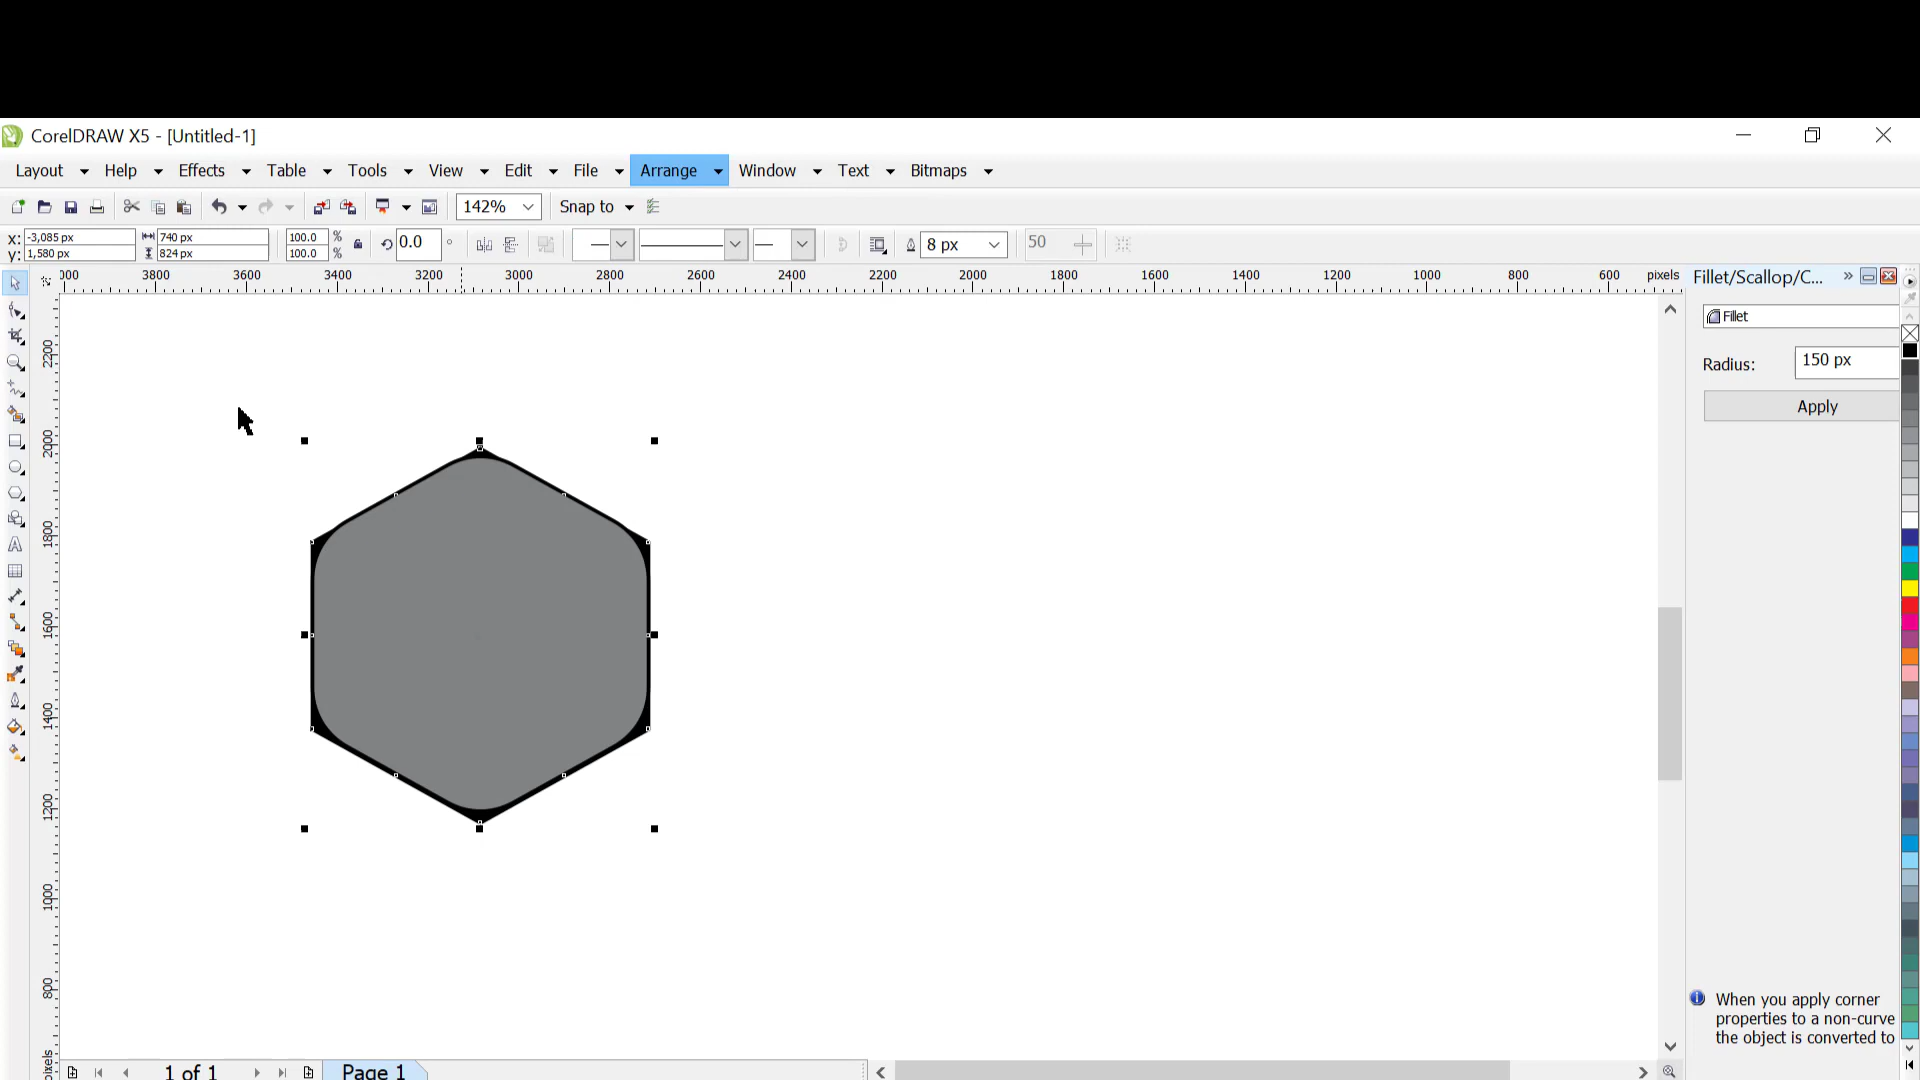 CorelDRAW X5 - [Untitled-1]
Layout Help Effects Table Tools View Edit File Arrange Window Text Bitmaps
142% Snap to
x: -3,085 px 740 px 100.0 % 0.0 ° 8 px 50
y: 1,580 px 824 px 100.0 %
000 3800 3600 3400 3200 3000 2800 2600 2400 2200 2000 1800 1600 1400 1200 1000 800 600 pixels
Fillet/Scallop/C...
Fillet
Radius: 150 px
Apply
2200
2000
1800
1600
1400
1200
1000
800
pixels
When you apply corner
properties to a non-curve
the object is converted to
1 of 1 Page 1